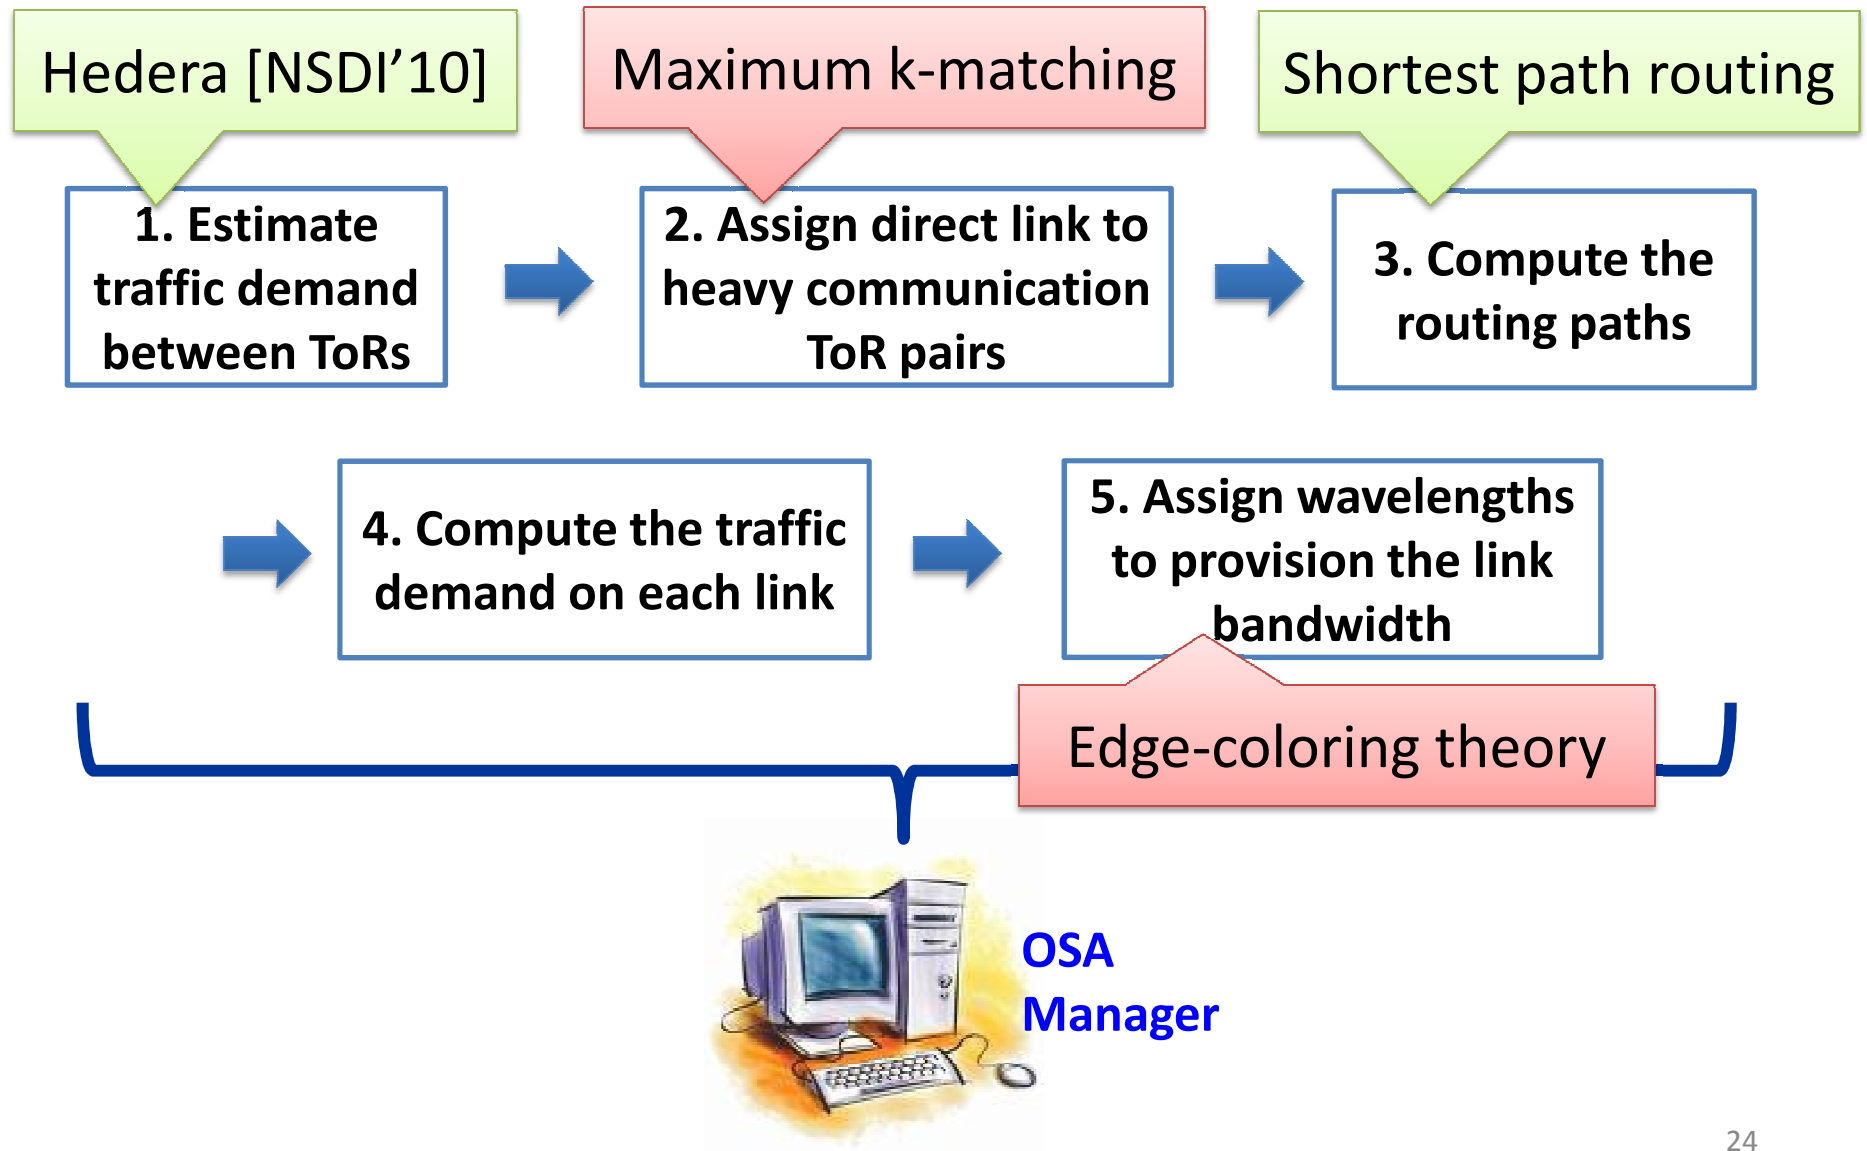 Hedera [NSDI’10]
Maximum k-matching
Shortest path routing
1. Estimate
traffic demand
between ToRs
2. Assign direct link to
heavy communication
ToR pairs
3. Compute the
routing paths
4. Compute the traffic
demand on each link
5. Assign wavelengths
to provision the link
bandwidth
Edge-coloring theory
OSA
Manager
24